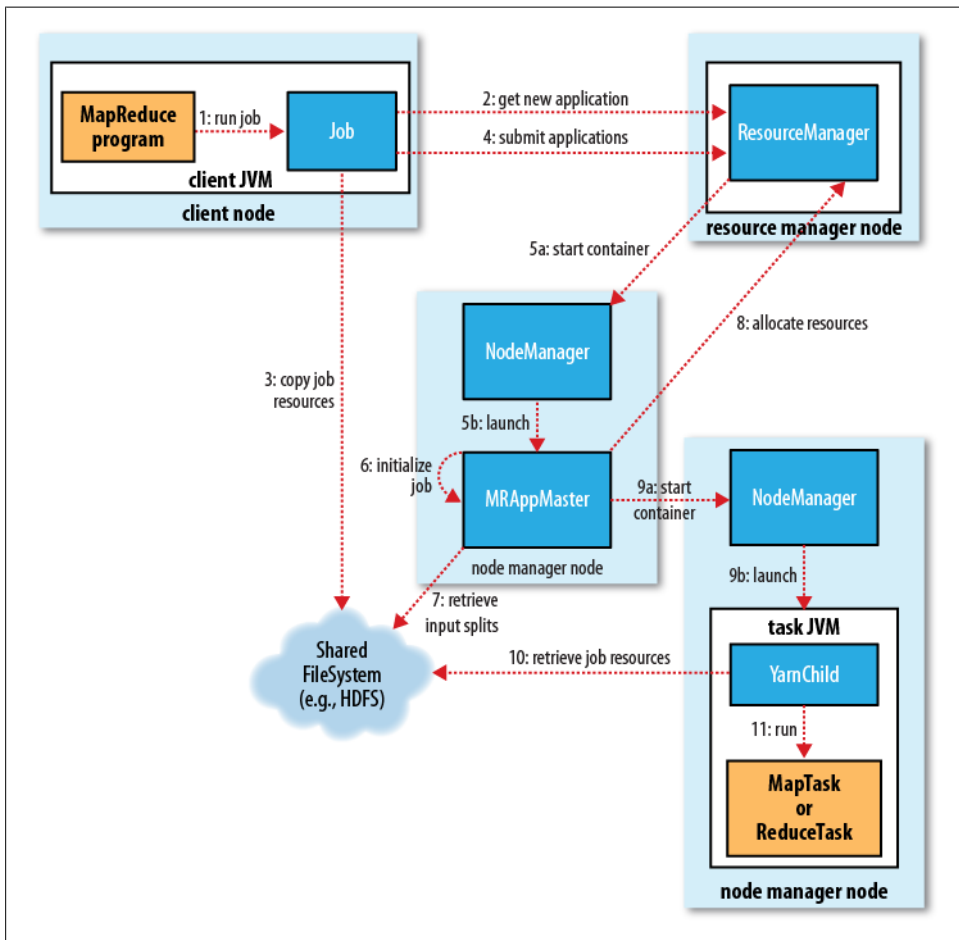 MapReduce
program
1: run job
Job
client JVM
client node
2: get new application
4: submit applications
ResourceManager
resource manager node
5a: start container
8: allocate resources
3: copy job
resources
NodeManager
5b: launch
6: initialize
job
MRAppMaster
node manager node
9a: start
container
NodeManager
9b: launch
7: retrieve
input splits
Shared
FileSystem
(e.g., HDFS)
10: retrieve job resources
task JVM
YarnChild
11: run
MapTask
or
ReduceTask
node manager node